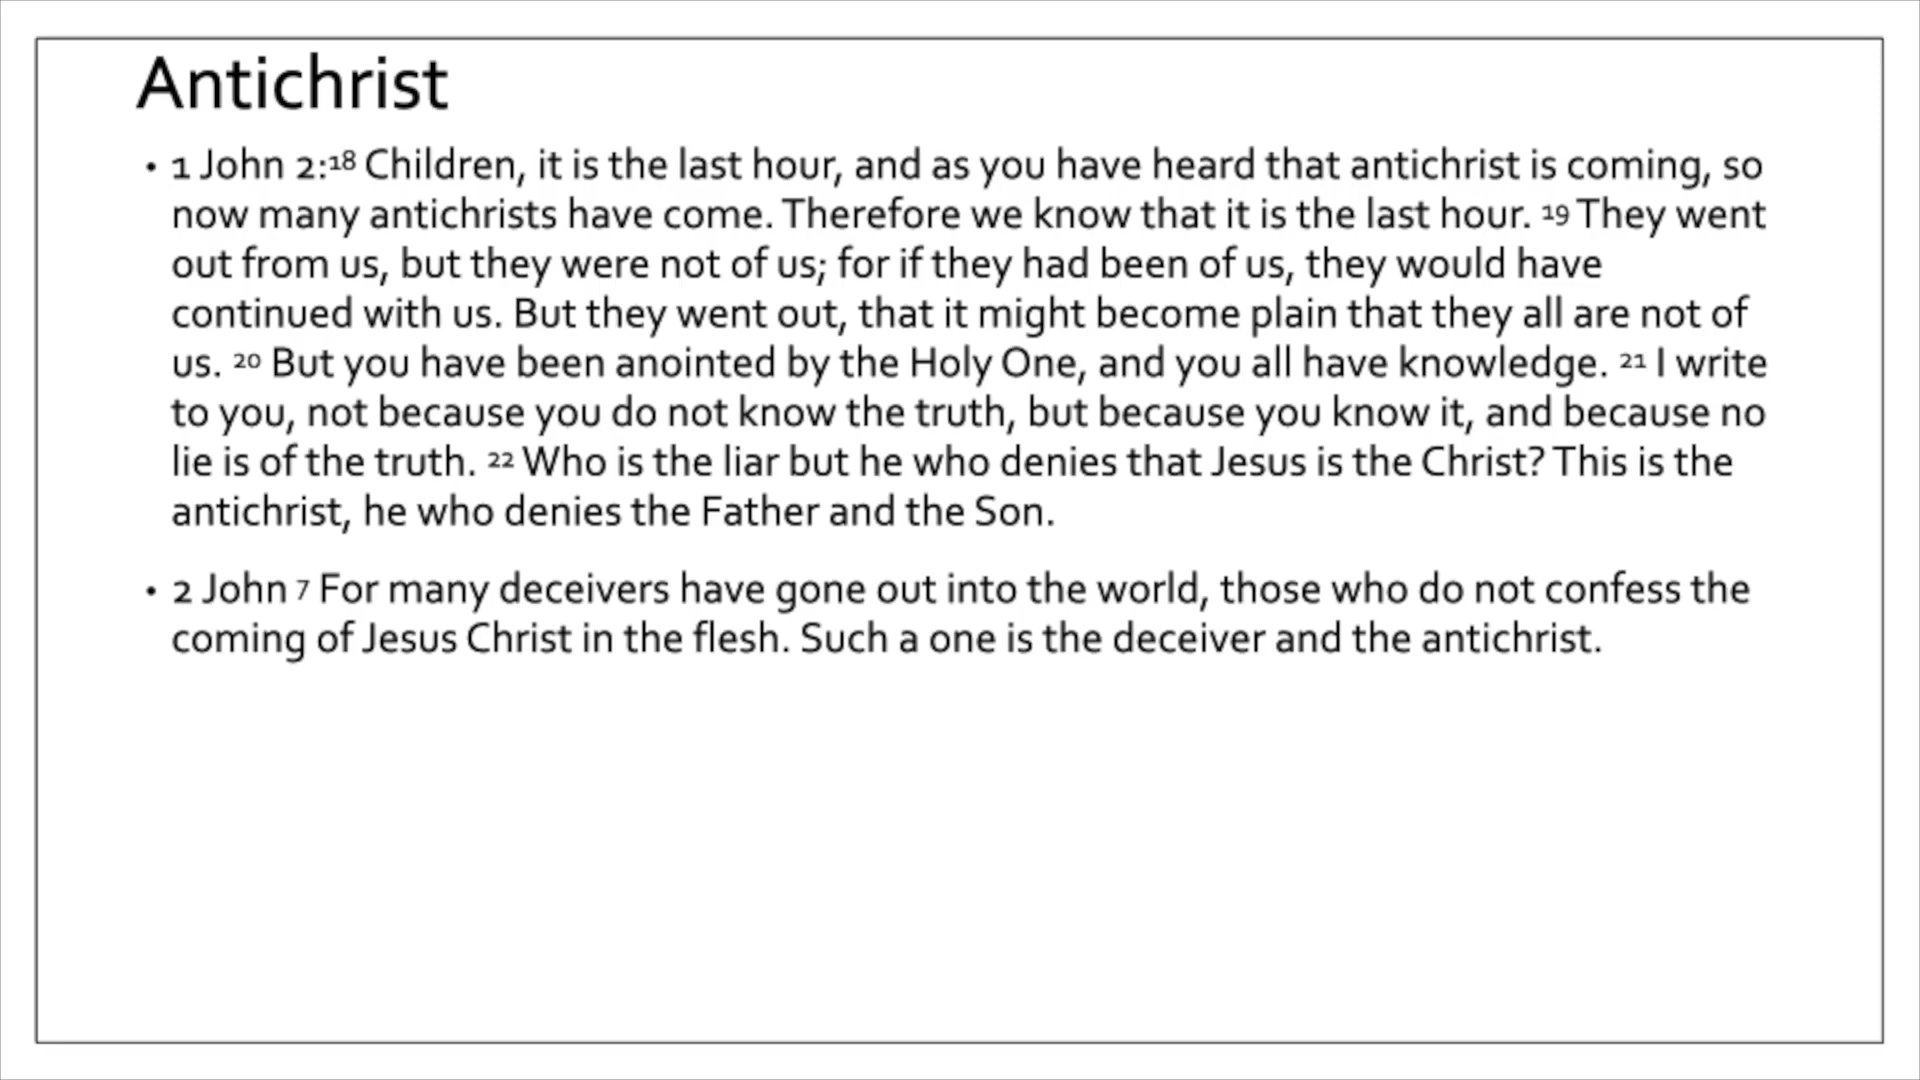 Antichrist
• 1 John 2:18 Children, it is the last hour, and as you have heard that antichrist is coming, so
now many antichrists have come. Therefore we know that it is the last hour. 19 They went
out from us, but they were not of us; for if they had been of us, they would have
continued with us. But they went out, that it might become plain that they all are not of
us. 20 But you have been anointed by the Holy One, and you all have knowledge. 21 I write
to you, not because you do not know the truth, but because you know it, and because no
lie is of the truth. 22 Who is the liar but he who denies that Jesus is the Christ? This is the
antichrist, he who denies the Father and the Son.
• 2 John 7 For many deceivers have gone out into the world, those who do not confess the
coming of Jesus Christ in the flesh. Such a one is the deceiver and the antichrist.